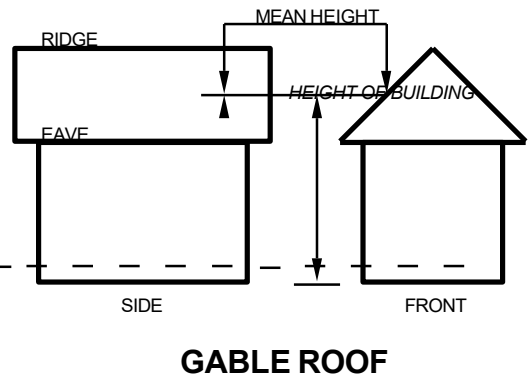 MEAN HEIGHT
RIDGE
HEIGHT OF BUILDING
EAVE
SIDE
FRONT
GABLE ROOF